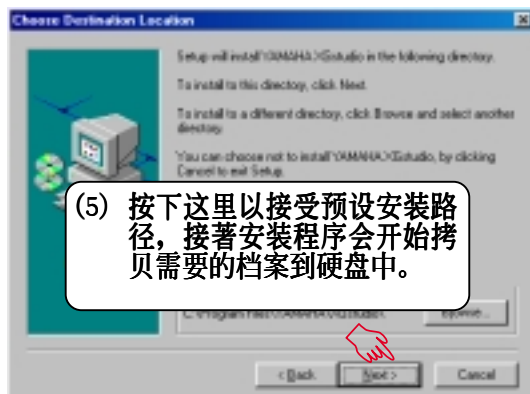 Choose Destination Location
Setup will install YAMAHA XGstudio in the following directory.
To install to this directory, click Next.
To install to a different directory, click Browse and select another
directory.
You can choose not to install YAMAHA XGstudio, by clicking
Cancel to exit Setup.
(5) 按下这里以接受预设安装路
径，接著安装程序会开始拷
贝需要的档案到硬盘中。
C:\Program Files\YAMAHA\XGstudio\
Browse...
< Back
Next >
Cancel